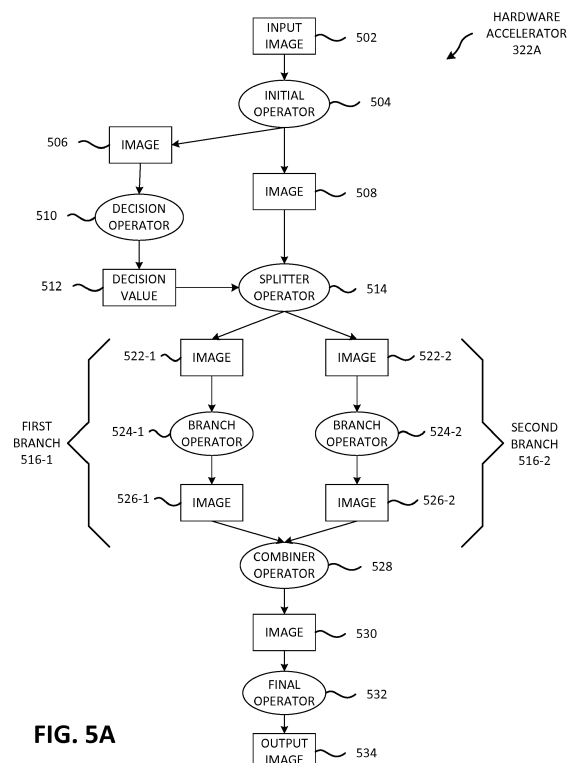 HARDWARE
ACCELERATOR
322A
INPUT
IMAGE
502
INITIAL
OPERATOR
504
506
IMAGE
IMAGE
508
510
DECISION
OPERATOR
512
DECISION
VALUE
SPLITTER
OPERATOR
514
522-1
IMAGE
IMAGE
522-2
FIRST
BRANCH
516-1
524-1
BRANCH
OPERATOR
BRANCH
OPERATOR
524-2
SECOND
BRANCH
516-2
526-1
IMAGE
IMAGE
526-2
COMBINER
OPERATOR
528
IMAGE
530
FINAL
OPERATOR
532
OUTPUT
IMAGE
534
FIG. 5A